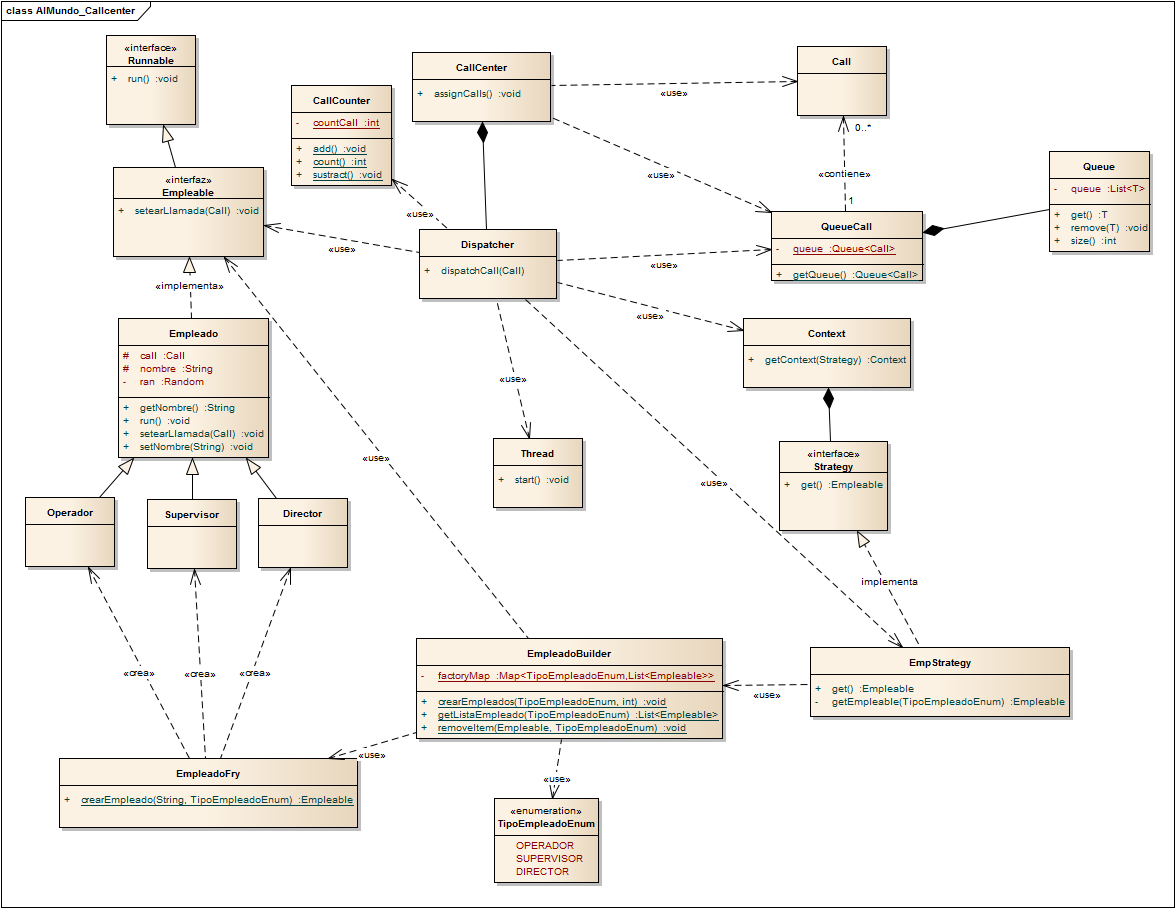 class AlMundo_Callcenter
«interface»
Runnable
+ run() :void
CallCounter
- countCall :int
+ add() :void
+ count() :int
+ sustract() :void
CallCenter
+ assignCalls() :void
Call
«use»
0..*
«contiene»
1
«use»
Queue
- queue :List<T>
+ get() :T
+ remove(T) :void
+ size() :int
«interfaz»
Empleable
+ setearLlamada(Call) :void
«use»
«use»
Dispatcher
+ dispatchCall(Call)
«use»
QueueCall
- queue :Queue<Call>
+ getQueue() :Queue<Call>
«implementa»
«use»
Empleado
# call :Call
# nombre :String
- ran :Random
+ getNombre() :String
+ run() :void
+ setearLlamada(Call) :void
+ setNombre(String) :void
Context
+ getContext(Strategy) :Context
«use»
Thread
+ start() :void
«interface»
Strategy
+ get() :Empleable
«use»
«use»
Operador
Supervisor
Director
implementa
«crea»
«crea»
«crea»
EmpleadoBuilder
- factoryMap :Map<TipoEmpleadoEnum,List<Empleable>>
+ crearEmpleados(TipoEmpleadoEnum, int) :void
+ getListaEmpleado(TipoEmpleadoEnum) :List<Empleable>
+ removeItem(Empleable, TipoEmpleadoEnum) :void
«use»
EmpStrategy
+ get() :Empleable
- getEmpleable(TipoEmpleadoEnum) :Empleable
«use»
«use»
EmpleadoFry
+ crearEmpleado(String, TipoEmpleadoEnum) :Empleable
«enumeration»
TipoEmpleadoEnum
OPERADOR
SUPERVISOR
DIRECTOR